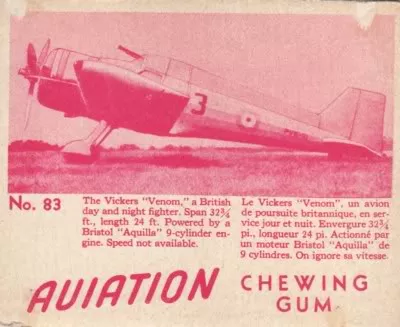 3
No. 83
The Vickers "Venom," a British
day and night fighter. Span 32¾
ft., length 24 ft. Powered by a
Bristol "Aquilla" 9-cylinder en-
gine. Speed not available.
Le Vickers "Venom", un avion
de poursuite britannique, en ser-
vice jour et nuit. Envergure 32¾
pi., longueur 24 pi. Actionné par
un moteur Bristol "Aquilla" de
9 cylindres. On ignore sa vitesse.
AVIATION CHEWING
GUM